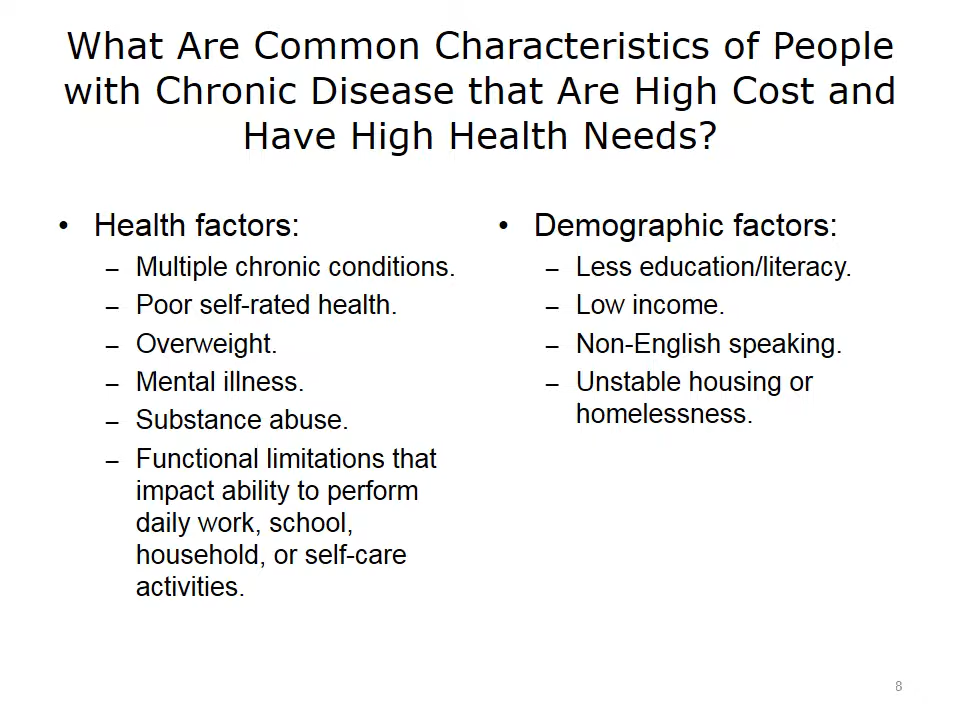 What Are Common Characteristics of People
with Chronic Disease that Are High Cost and
Have High Health Needs?
• Health factors:
– Multiple chronic conditions.
– Poor self-rated health.
– Overweight.
– Mental illness.
– Substance abuse.
– Functional limitations that
impact ability to perform
daily work, school,
household, or self-care
activities.
• Demographic factors:
– Less education/literacy.
– Low income.
– Non-English speaking.
– Unstable housing or
homelessness.
8